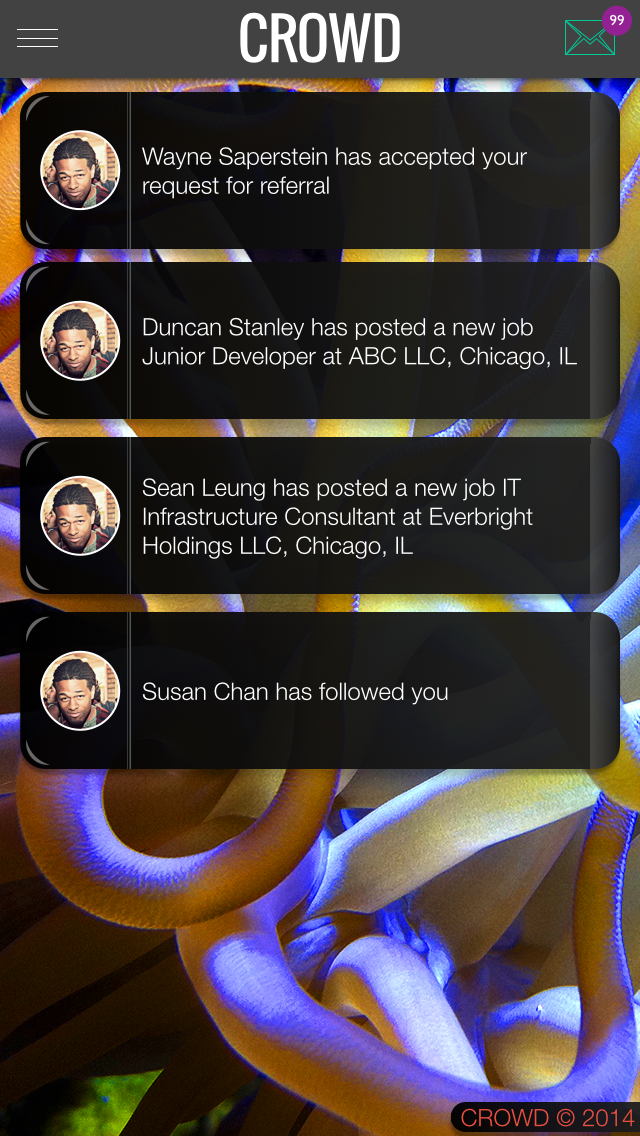 CROWD
99
Wayne Saperstein has accepted your
request for referral
Duncan Stanley has posted a new job
Junior Developer at ABC LLC, Chicago, IL
Sean Leung has posted a new job IT
Infrastructure Consultant at Everbright
Holdings LLC, Chicago, IL
Susan Chan has followed you
CROWD © 2014